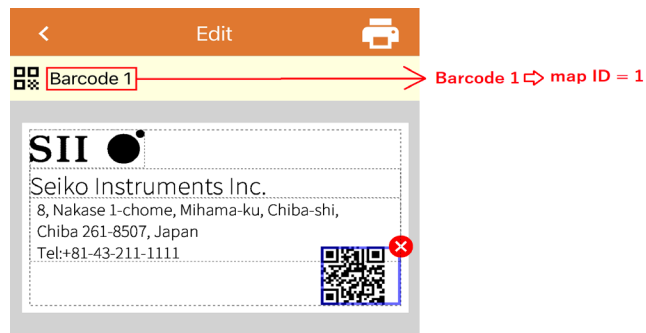 Edit
Barcode 1
Barcode 1 ⇨ map ID = 1
SII
Seiko Instruments Inc.
8, Nakase 1-chome, Mihama-ku, Chiba-shi,
Chiba 261-8507, Japan
Tel:+81-43-211-1111